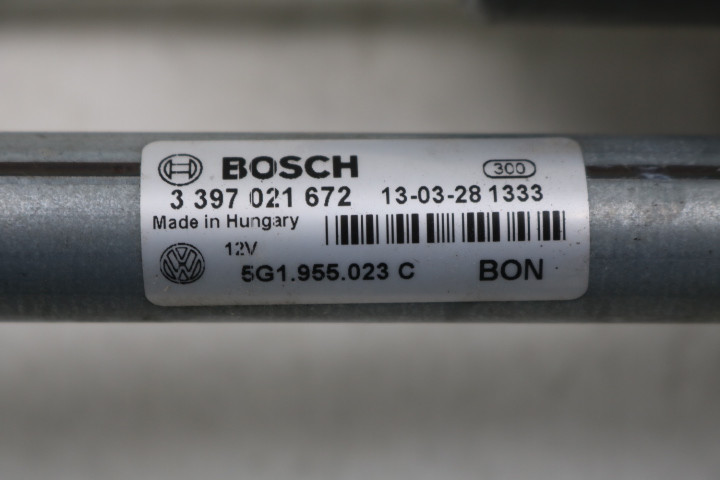 BOSCH 300
3 397 021 672 13-03-28 1333
Made in Hungary
12V
5G1.955.023 C BON